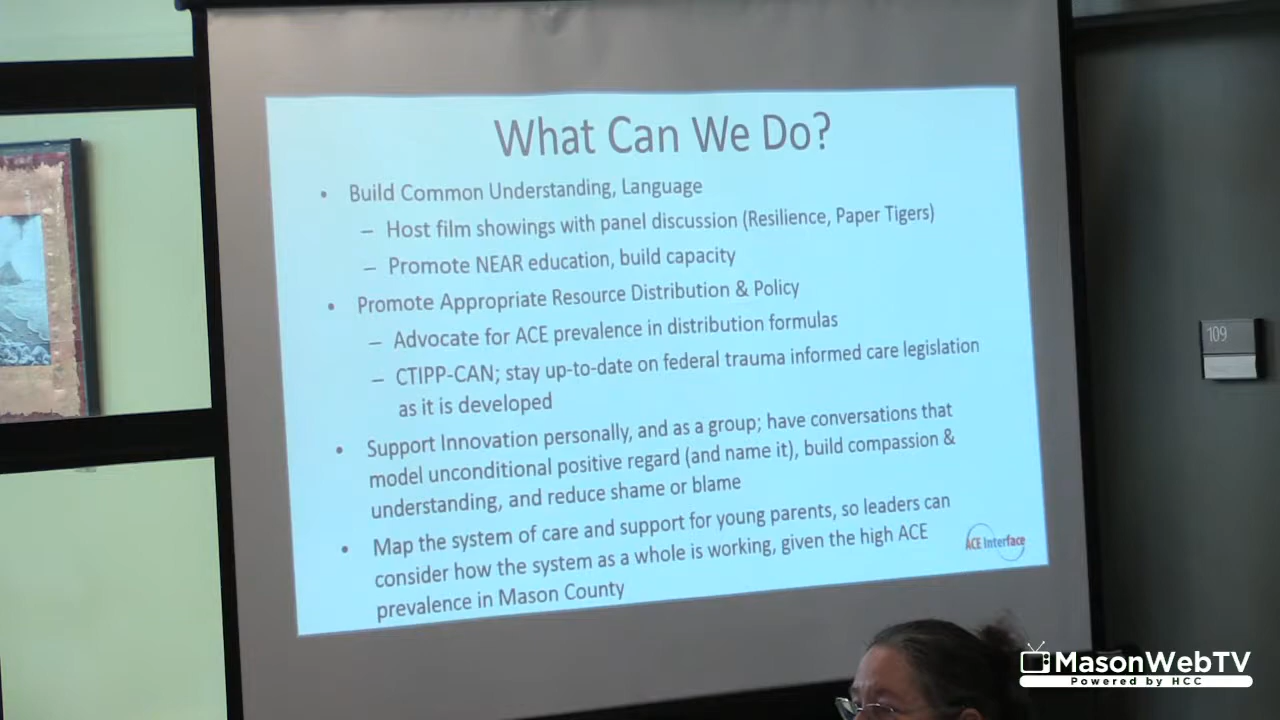 What Can We Do?
• Build Common Understanding, Language
– Host film showings with panel discussion (Resilience, Paper Tigers)
– Promote NEAR education, build capacity
• Promote Appropriate Resource Distribution & Policy
– Advocate for ACE prevalence in distribution formulas
– CTIPP-CAN; stay up-to-date on federal trauma informed care legislation
as it is developed
• Support Innovation personally, and as a group; have conversations that
model unconditional positive regard (and name it), build compassion &
understanding, and reduce shame or blame
• Map the system of care and support for young parents, so leaders can
consider how the system as a whole is working, given the high ACE
prevalence in Mason County
ACE Interface
109
MasonWebTV
Powered by HCC